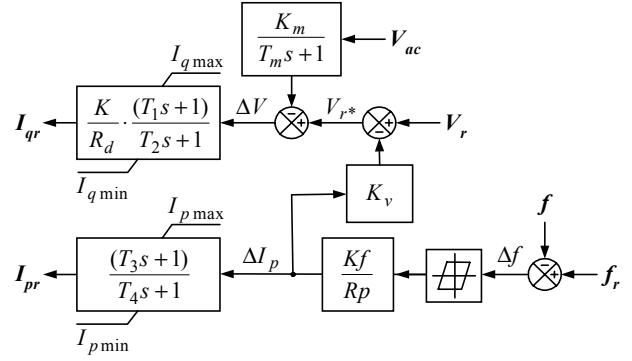 K_m
T_m s + 1
V_ac
I_q max
K
R_d
·
(T_1 s + 1)
T_2 s + 1
I_qr
ΔV
−
+
V_r*
−
+
V_r
I_q min
K_v
I_p max
f
(T_3 s + 1)
T_4 s + 1
I_pr
ΔI_p
Kf
Rp
Δf
−
+
f_r
I_p min